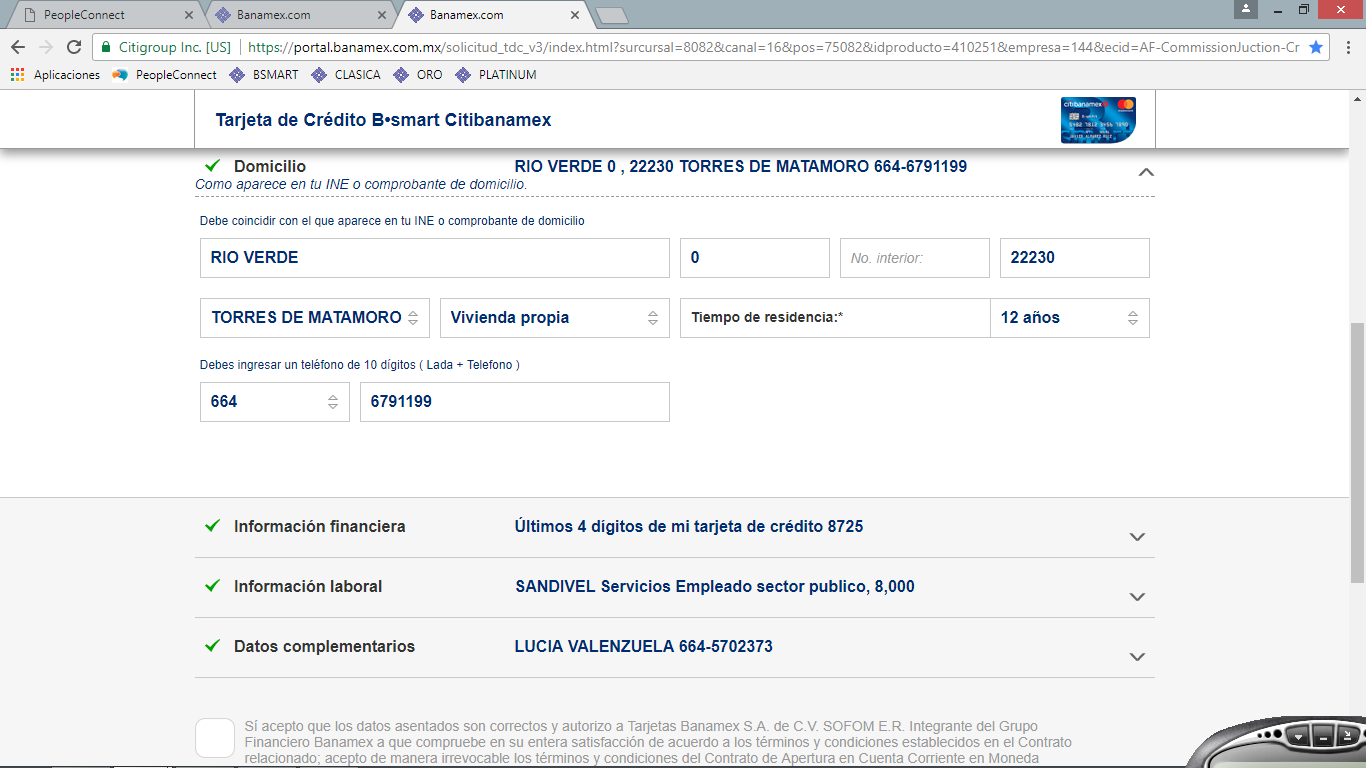 PeopleConnect
Banamex.com
Banamex.com
Citigroup Inc. [US]
https://portal.banamex.com.mx/solicitud_tdc_v3/index.html?surcursal=8082&canal=16&pos=75082&idproducto=410251&empresa=144&ecid=AF-CommissionJuction-Cr
Aplicaciones PeopleConnect BSMART CLASICA ORO PLATINUM
Tarjeta de Crédito B•smart Citibanamex
citibanamex
Domicilio RIO VERDE 0 , 22230 TORRES DE MATAMORO 664-6791199
Como aparece en tu INE o comprobante de domicilio.
Debe coincidir con el que aparece en tu INE o comprobante de domicilio
RIO VERDE 0 No. interior: 22230
TORRES DE MATAMORO Vivienda propia Tiempo de residencia:* 12 años
Debes ingresar un teléfono de 10 dígitos ( Lada + Telefono )
664 6791199
Información financiera Últimos 4 dígitos de mi tarjeta de crédito 8725
Información laboral SANDIVEL Servicios Empleado sector publico, 8,000
Datos complementarios LUCIA VALENZUELA 664-5702373
Sí acepto que los datos asentados son correctos y autorizo a Tarjetas Banamex S.A. de C.V. SOFOM E.R. Integrante del Grupo
Financiero Banamex a que compruebe en su entera satisfacción de acuerdo a los términos y condiciones establecidos en el Contrato
relacionado; acepto de manera irrevocable los términos y condiciones del Contrato de Apertura en Cuenta Corriente en Moneda